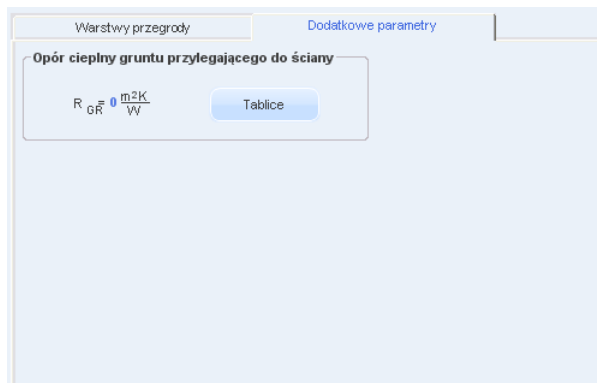 Warstwy przegrody
Dodatkowe parametry
Opór cieplny gruntu przylegającego do ściany
R GR = 0 m²K/W
Tablice